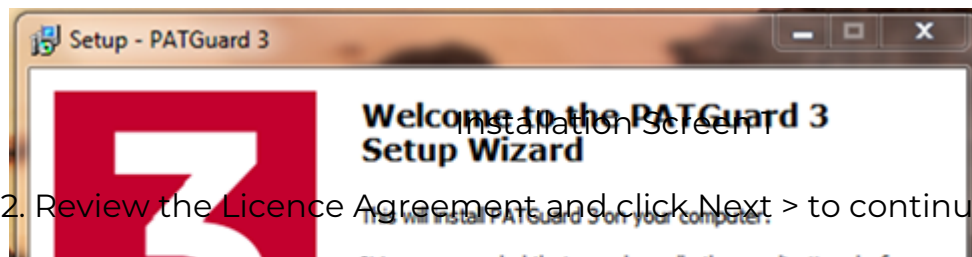 Setup - PATGuard 3
Welcome to the PATGuard 3
Setup Wizard
Installation Screen 1
2. Review the Licence Agreement and click Next > to continu
This will install PATGuard 3 on your computer.
3